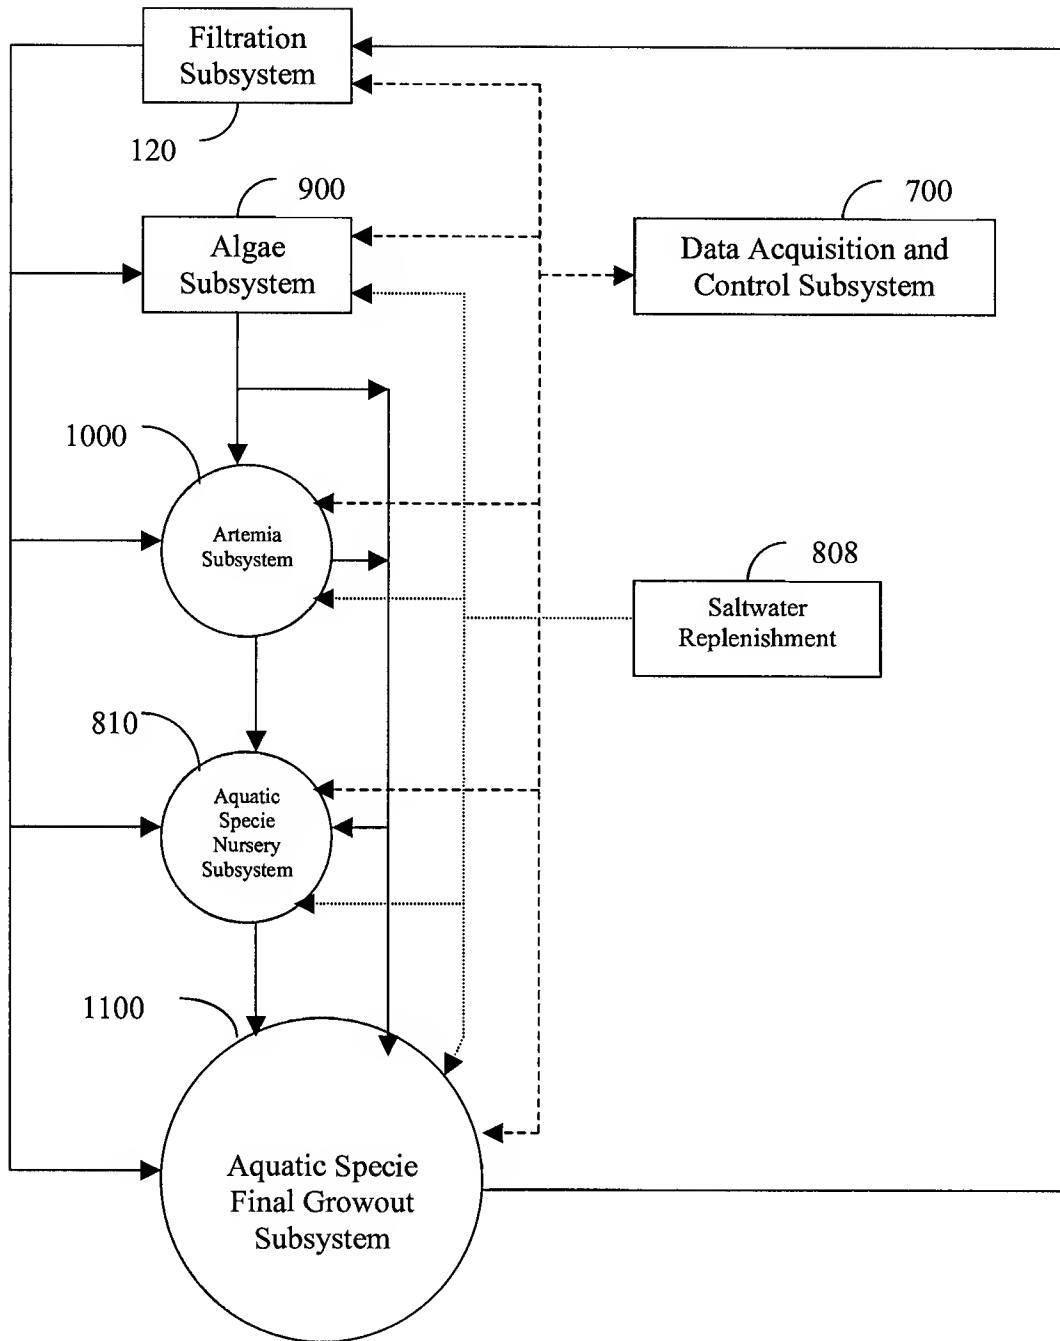 Filtration
Subsystem
120
900
700
Algae
Subsystem
Data Acquisition and
Control Subsystem
1000
Artemia
Subsystem
808
Saltwater
Replenishment
810
Aquatic
Specie
Nursery
Subsystem
1100
Aquatic Specie
Final Growout
Subsystem